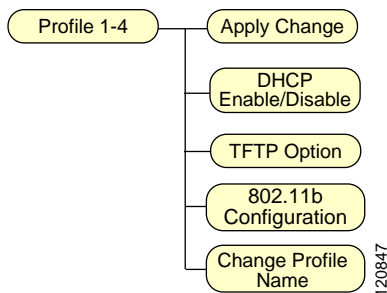 Profile 1-4
Apply Change
DHCP
Enable/Disable
TFTP Option
802.11b
Configuration
Change Profile
Name
120847